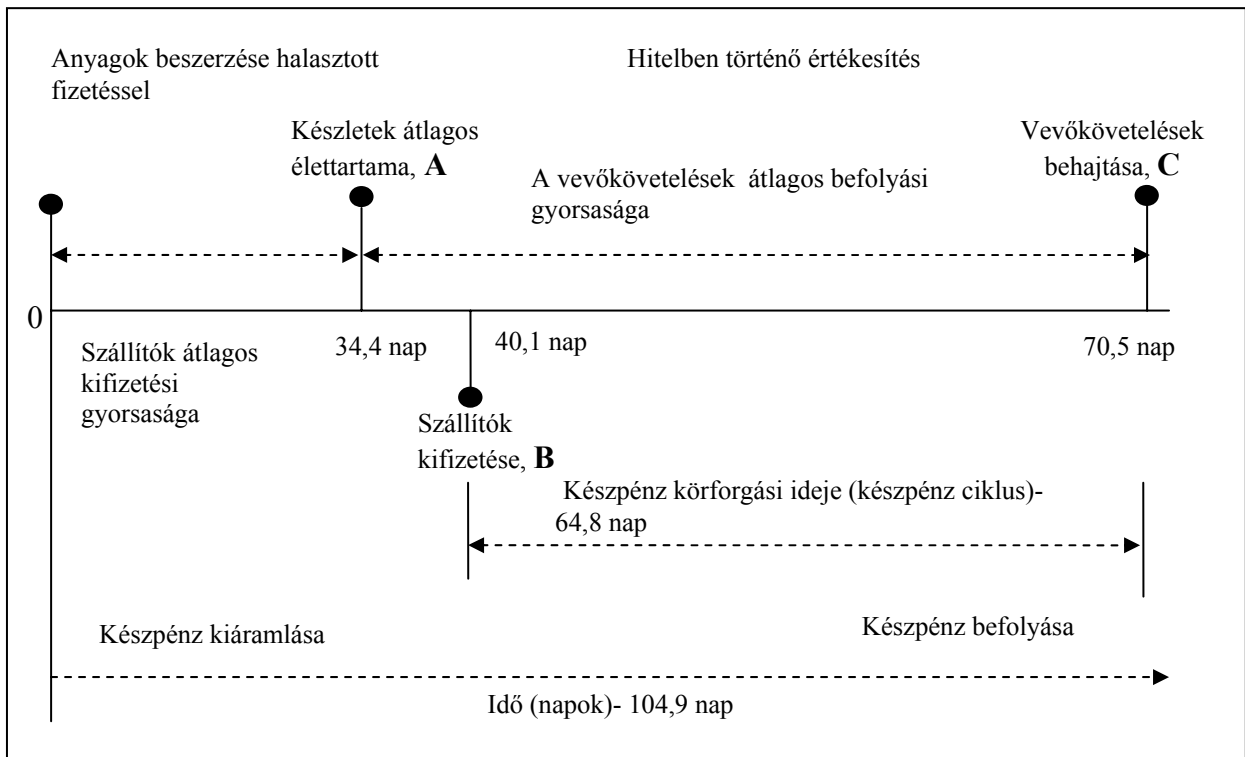 Anyagok beszerzése halasztott
fizetéssel
Hitelben történő értékesítés
Készletek átlagos
élettartama, A
Vevőkövetelések
behajtása, C
A vevőkövetelések átlagos befolyási
gyorsasága
0
Szállítók átlagos
kifizetési
gyorsasága
34,4 nap
40,1 nap
70,5 nap
Szállítók
kifizetése, B
Készpénz körforgási ideje (készpénz ciklus)-
64,8 nap
Készpénz kiáramlása
Készpénz befolyása
Idő (napok)- 104,9 nap